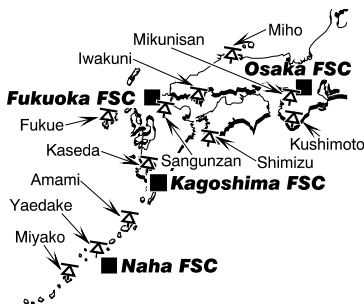 Miho
Mikunisan
Iwakuni
Osaka FSC
Fukuoka FSC
Fukue
Kushimoto
Kaseda
Sangunzan
Shimizu
Amami
Kagoshima FSC
Yaedake
Miyako
Naha FSC